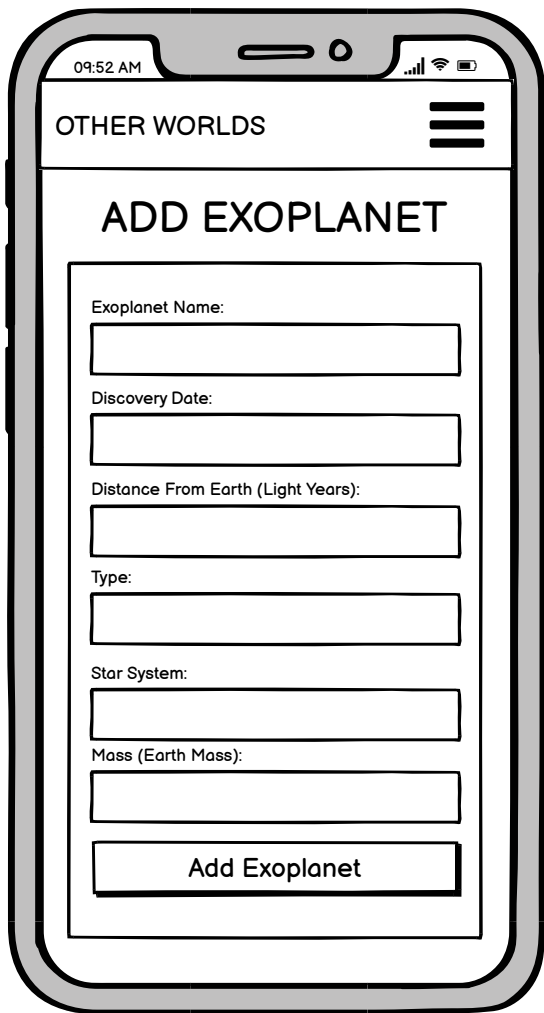 09:52 AM
OTHER WORLDS
ADD EXOPLANET
Exoplanet Name:
Discovery Date:
Distance From Earth (Light Years):
Type:
Star System:
Mass (Earth Mass):
Add Exoplanet